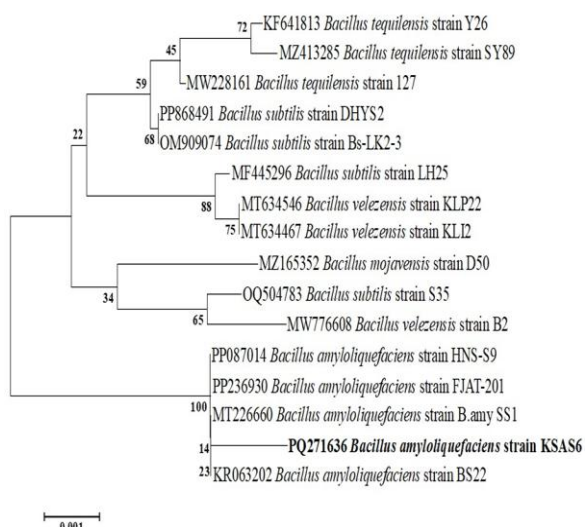 72
KF641813 Bacillus tequilensis strain Y26
45
MZ413285 Bacillus tequilensis strain SY89
59
MW228161 Bacillus tequilensis strain 127
PP868491 Bacillus subtilis strain DHYS2
22
68
OM909074 Bacillus subtilis strain Bs-LK2-3
MF445296 Bacillus subtilis strain LH25
88
MT634546 Bacillus velezensis strain KLP22
75
MT634467 Bacillus velezensis strain KLI2
MZ165352 Bacillus mojavensis strain D50
34
OQ504783 Bacillus subtilis strain S35
65
MW776608 Bacillus velezensis strain B2
PP087014 Bacillus amyloliquefaciens strain HNS-S9
PP236930 Bacillus amyloliquefaciens strain FJAT-201
100
MT226660 Bacillus amyloliquefaciens strain B.amy SS1
14
PQ271636 Bacillus amyloliquefaciens strain KSAS6
23
KR063202 Bacillus amyloliquefaciens strain BS22
0.001